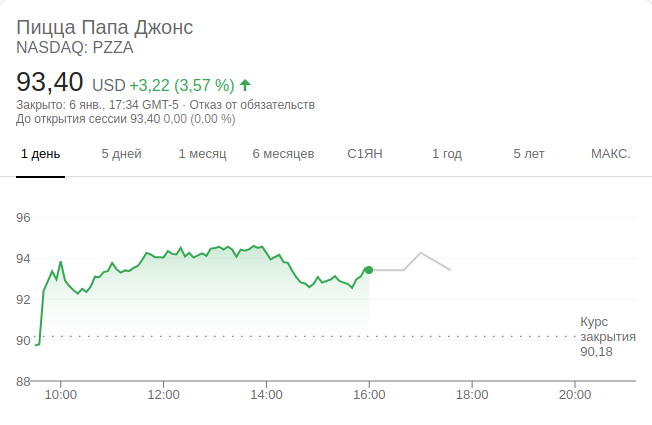 Пицца Папа Джонс
NASDAQ: PZZA
93,40 USD +3,22 (3,57 %)
Закрыто: 6 янв., 17:34 GMT-5 · Отказ от обязательств
До открытия сессии 93,40 0,00 (0,00 %)
1 день 5 дней 1 месяц 6 месяцев С1ЯН 1 год 5 лет МАКС.
96
94
92
90
88
Курс
закрытия
90,18
10:00 12:00 14:00 16:00 18:00 20:00